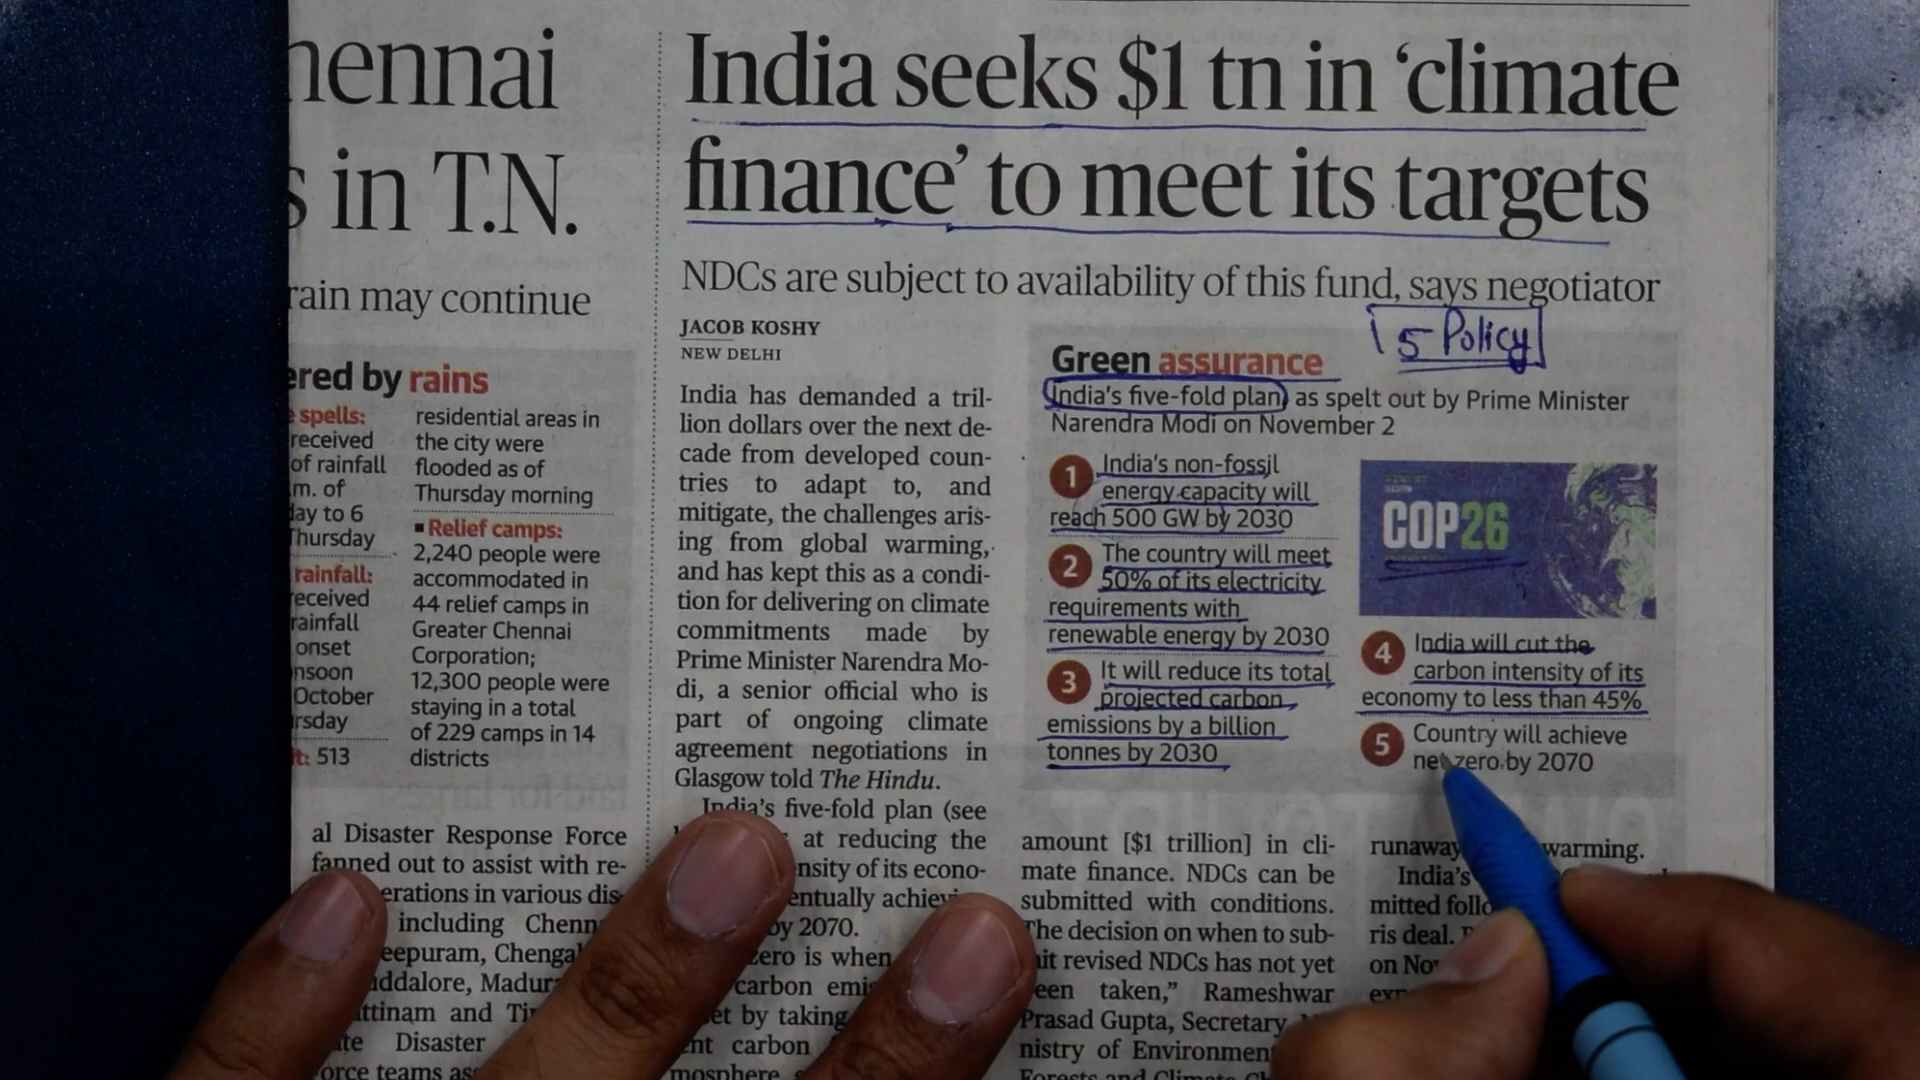 hennai
s in T.N.
rain may continue
ered by rains
spells:
received
of rainfall
.m. of
day to 6
Thursday
rainfall:
received
rainfall
onset
nsoon
October
rsday
t: 513
residential areas in
the city were
flooded as of
Thursday morning
▪ Relief camps:
2,240 people were
accommodated in
44 relief camps in
Greater Chennai
Corporation;
12,300 people were
staying in a total
of 229 camps in 14
districts
al Disaster Response Force
fanned out to assist with re-
erations in various dis-
including Chenn
eepuram, Chengal
ddalore, Madura
ttinam and Tir
te Disaster
orce teams ass
India seeks $1 tn in ‘climate
finance’ to meet its targets
NDCs are subject to availability of this fund, says negotiator
JACOB KOSHY
NEW DELHI
India has demanded a tril-
lion dollars over the next de-
cade from developed coun-
tries to adapt to, and
mitigate, the challenges aris-
ing from global warming,
and has kept this as a condi-
tion for delivering on climate
commitments made by
Prime Minister Narendra Mo-
di, a senior official who is
part of ongoing climate
agreement negotiations in
Glasgow told The Hindu.
India’s five-fold plan (see
at reducing the
nsity of its econo-
entually achievi
by 2070.
zero is when
carbon emis
et by taking
ent carbon
mosphere
5 Policy
Green assurance
India's five-fold plan, as spelt out by Prime Minister
Narendra Modi on November 2
1 India's non-fossil
energy capacity will
reach 500 GW by 2030
2 The country will meet
50% of its electricity
requirements with
renewable energy by 2030
3 It will reduce its total
projected carbon
emissions by a billion
tonnes by 2030
COP26
4 India will cut the
carbon intensity of its
economy to less than 45%
5 Country will achieve
net zero by 2070
amount [$1 trillion] in cli-
mate finance. NDCs can be
submitted with conditions.
The decision on when to sub-
mit revised NDCs has not yet
been taken,” Rameshwar
Prasad Gupta, Secretary,
nistry of Environmen
Forests and Climate Ch
runaway warming.
India’s
mitted follo
ris deal.
on No
exp